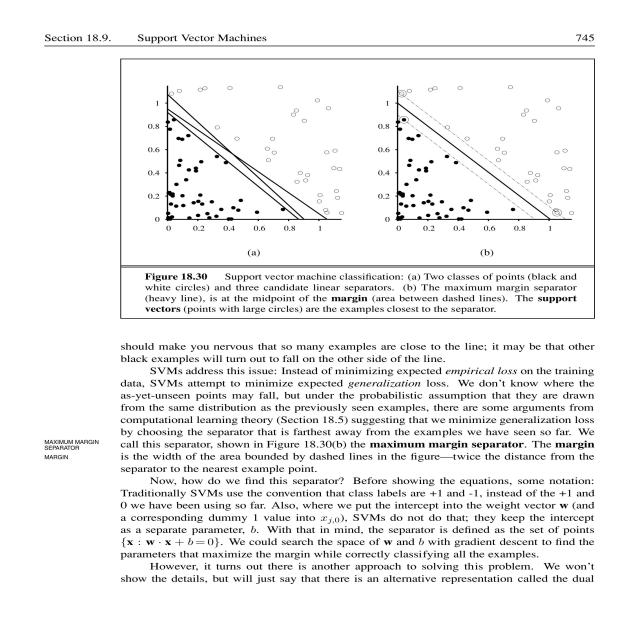 Section 18.9. Support Vector Machines 745
1
0.8
0.6
0.4
0.2
0
0 0.2 0.4 0.6 0.8 1
(a)
1
0.8
0.6
0.4
0.2
0
0 0.2 0.4 0.6 0.8 1
(b)
Figure 18.30 Support vector machine classification: (a) Two classes of points (black and
white circles) and three candidate linear separators. (b) The maximum margin separator
(heavy line), is at the midpoint of the margin (area between dashed lines). The support
vectors (points with large circles) are the examples closest to the separator.
should make you nervous that so many examples are close to the line; it may be that other
black examples will turn out to fall on the other side of the line.
SVMs address this issue: Instead of minimizing expected empirical loss on the training
data, SVMs attempt to minimize expected generalization loss. We don't know where the
as-yet-unseen points may fall, but under the probabilistic assumption that they are drawn
from the same distribution as the previously seen examples, there are some arguments from
computational learning theory (Section 18.5) suggesting that we minimize generalization loss
by choosing the separator that is farthest away from the examples we have seen so far. We
MAXIMUM MARGIN
SEPARATOR
call this separator, shown in Figure 18.30(b) the maximum margin separator. The margin
MARGIN
is the width of the area bounded by dashed lines in the figure—twice the distance from the
separator to the nearest example point.
Now, how do we find this separator? Before showing the equations, some notation:
Traditionally SVMs use the convention that class labels are +1 and -1, instead of the +1 and
0 we have been using so far. Also, where we put the intercept into the weight vector w (and
a corresponding dummy 1 value into x_{j,0}), SVMs do not do that; they keep the intercept
as a separate parameter, b. With that in mind, the separator is defined as the set of points
{x : w · x + b = 0}. We could search the space of w and b with gradient descent to find the
parameters that maximize the margin while correctly classifying all the examples.
However, it turns out there is another approach to solving this problem. We won't
show the details, but will just say that there is an alternative representation called the dual